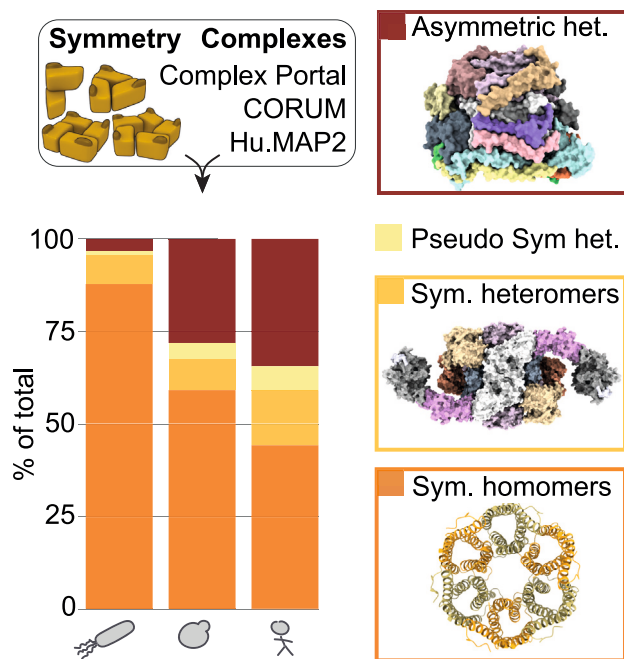 Symmetry Complexes
Complex Portal
CORUM
Hu.MAP2
Asymmetric het.
Pseudo Sym het.
Sym. heteromers
Sym. homomers
% of total
100
75
50
25
0